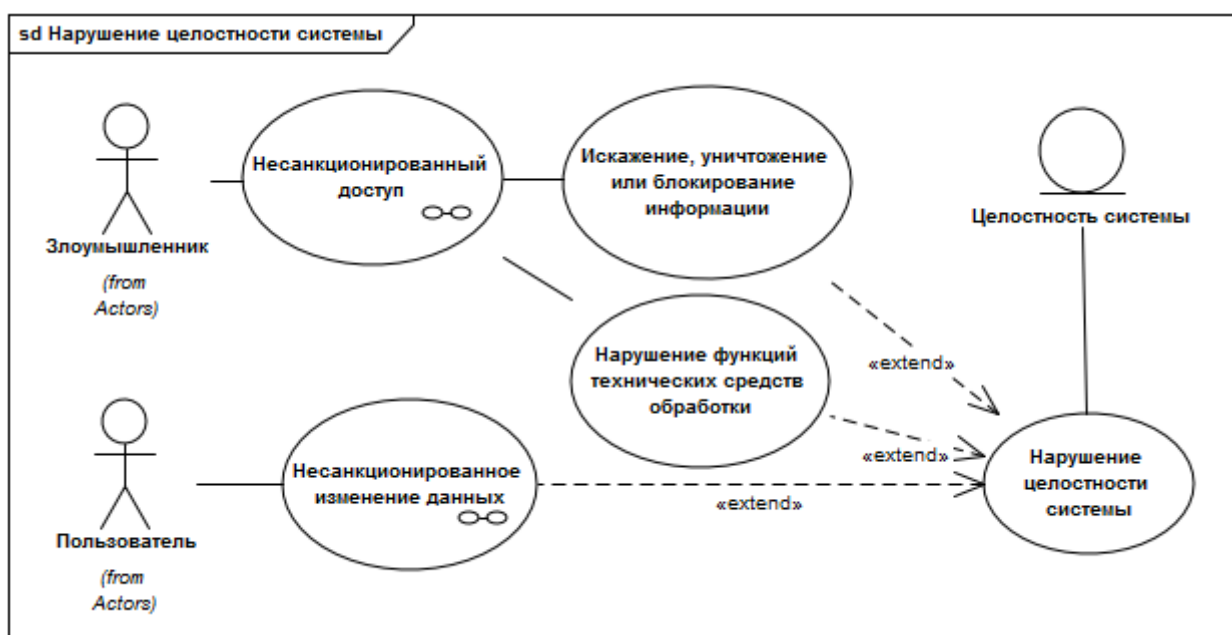 sd Нарушение целостности системы
Несанкционированный
доступ
Искажение, уничтожение
или блокирование
информации
Целостность системы
Злоумышленник
(from
Actors)
Нарушение функций
технических средств
обработки
«extend»
«extend»
Нарушение
целостности
системы
Несанкционированное
изменение данных
«extend»
Пользователь
(from
Actors)